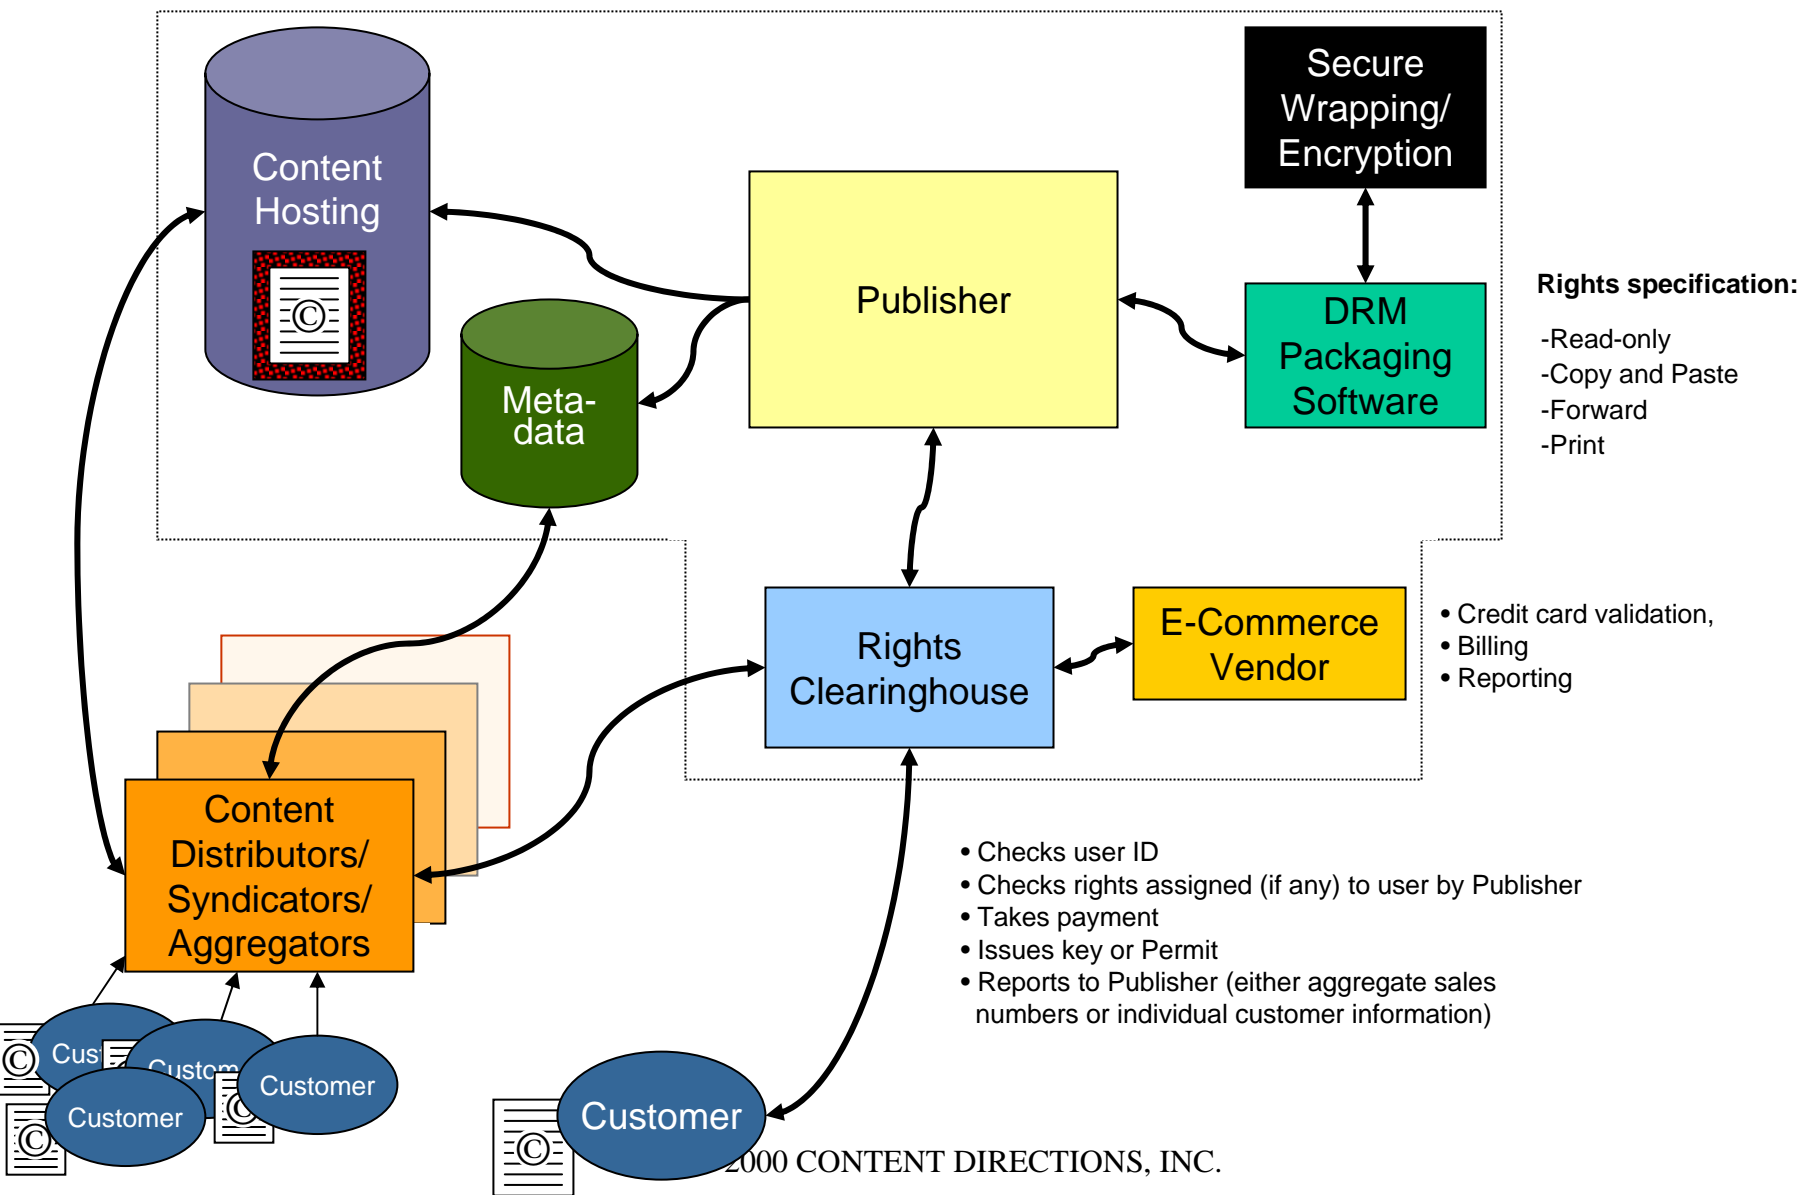 Secure
Wrapping/
Encryption
Content
Hosting
©
Publisher
Rights specification:
DRM
Packaging
Software
-Read-only
-Copy and Paste
-Forward
-Print
Meta-
data
E-Commerce
Vendor
• Credit card validation,
• Billing
• Reporting
Rights
Clearinghouse
Content
Distributors/
Syndicators/
Aggregators
• Checks user ID
• Checks rights assigned (if any) to user by Publisher
• Takes payment
• Issues key or Permit
• Reports to Publisher (either aggregate sales
numbers or individual customer information)
©
Customer
©
Customer
©
©
Customer
2000 CONTENT DIRECTIONS, INC.